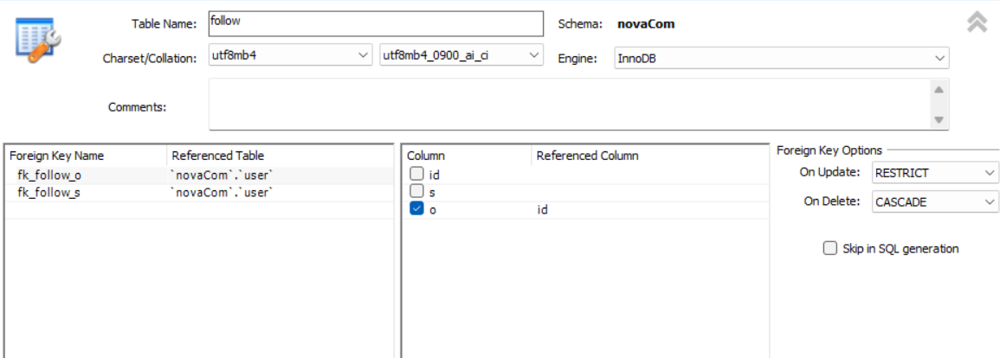 Table Name: follow Schema: novaCom
Charset/Collation: utf8mb4 utf8mb4_0900_ai_ci Engine: InnoDB
Comments:
Foreign Key Name Referenced Table
fk_follow_o `novaCom`.`user`
fk_follow_s `novaCom`.`user`
Column Referenced Column
id
s
o id
Foreign Key Options
On Update: RESTRICT
On Delete: CASCADE
Skip in SQL generation